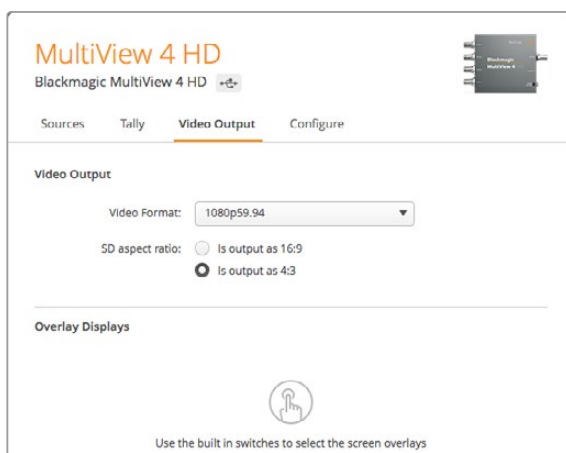 MultiView 4 HD
Blackmagic MultiView 4 HD
Sources Tally Video Output Configure
Video Output
Video Format: 1080p59.94
SD aspect ratio: Is output as 16:9
Is output as 4:3
Overlay Displays
Use the built in switches to select the screen overlays